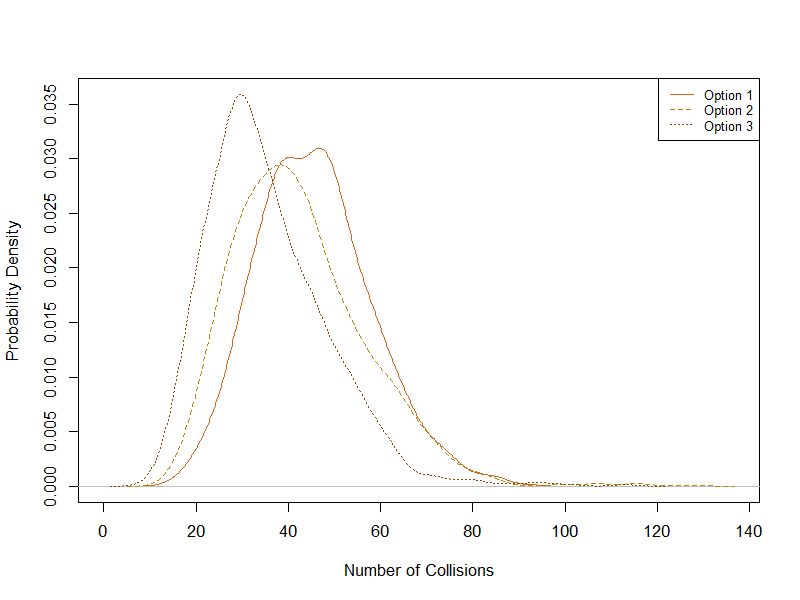 Option 1
Option 2
Option 3
0.035
0.030
0.025
0.020
0.015
0.010
0.005
0.000
Probability Density
0 20 40 60 80 100 120 140
Number of Collisions